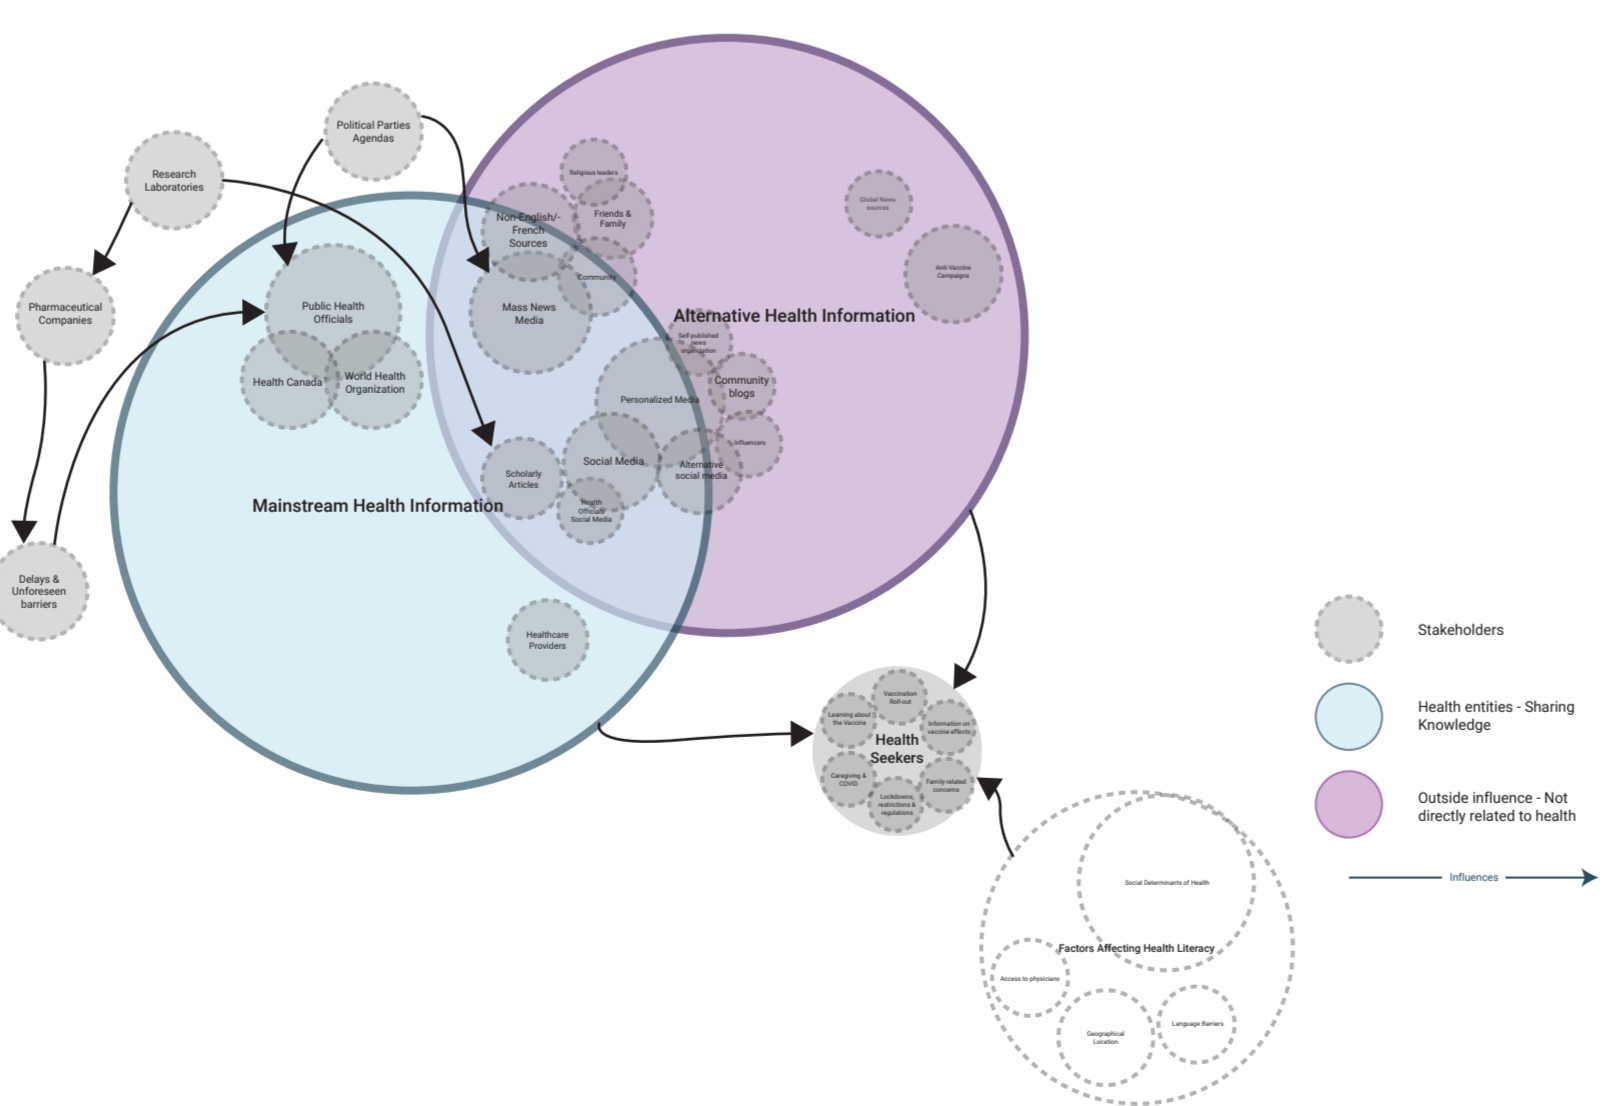 Political Parties
Agendas
Research
Laboratories
Pharmaceutical
Companies
Delays &
Unforeseen
barriers
Public Health
Officials
Health Canada
World Health
Organization
Mainstream Health Information
Healthcare
Providers
Religious leaders
Non-English/-
French
Sources
Friends &
Family
Community
Mass News
Media
Global News
sources
Anti-Vaccine
Campaigns
Alternative Health Information
Self-published
news
organization
Community
blogs
Personalized Media
Influencers
Social Media
Alternative
social media
Scholarly
Articles
Health
Officials
Social Media
Vaccination
Roll-out
Learning about
the Vaccine
Information on
vaccine effects
Health
Seekers
Caregiving &
COVID
Family-related
concerns
Lockdowns,
restrictions &
regulations
Social Determinants of Health
Factors Affecting Health Literacy
Access to physicians
Geographical
Location
Language Barriers
Stakeholders
Health entities - Sharing
Knowledge
Outside influence - Not
directly related to health
Influences